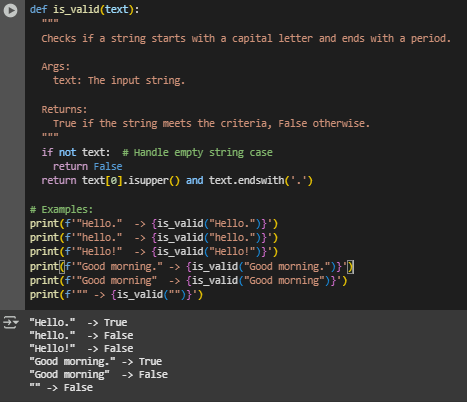 def is_valid(text):
  """
  Checks if a string starts with a capital letter and ends with a period.

  Args:
    text: The input string.

  Returns:
    True if the string meets the criteria, False otherwise.
  """
  if not text:  # Handle empty string case
    return False
  return text[0].isupper() and text.endswith('.')

# Examples:
print(f'"Hello."  -> {is_valid("Hello.")}')
print(f'"hello."  -> {is_valid("hello.")}')
print(f'"Hello!"  -> {is_valid("Hello!")}')
print(f'"Good morning." -> {is_valid("Good morning.")}')
print(f'"Good morning"  -> {is_valid("Good morning")}')
print(f'"" -> {is_valid("")}')

"Hello."  -> True
"hello."  -> False
"Hello!"  -> False
"Good morning." -> True
"Good morning"  -> False
"" -> False